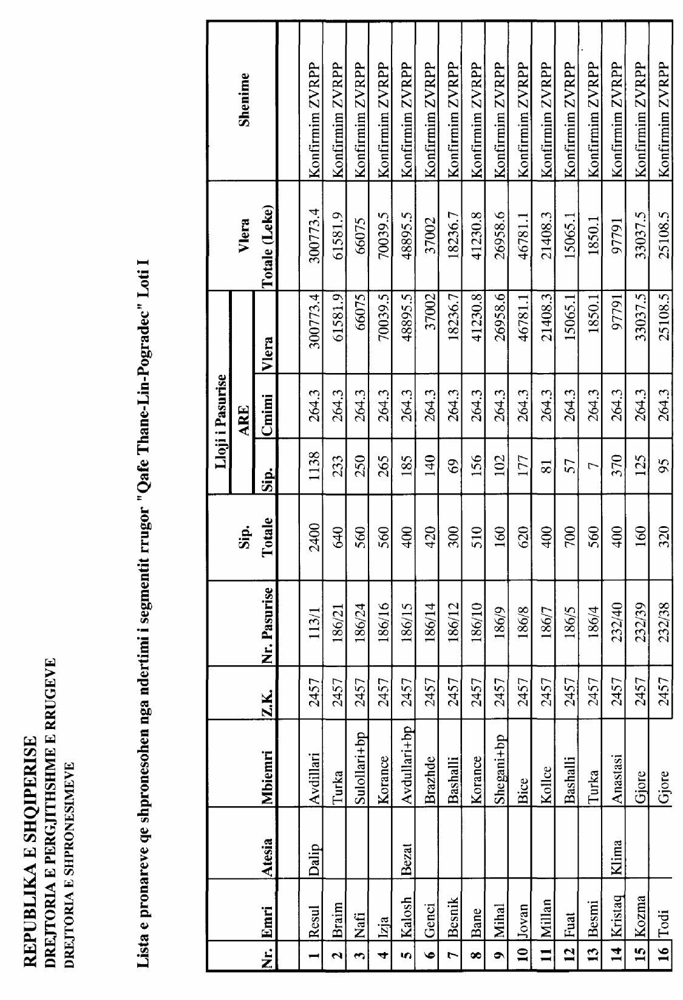 REPUBLIKA E SHQIPERISE
DREJTORIA E PERGJITHSHME E RRUGEVE
DREJTORIA E SHPRONESIMEVE
Lista e pronareve qe shpronesohen nga ndertimi i segmentit rrugor "Qafe Thane-Lin-Pogradec" Loti I
Lloji i Pasurise
Sip. ARE Vlera Shenime
Nr. Emri Atesia Mbiemri Z.K. Nr. Pasurise Totale Sip. Cmimi Vlera Totale (Leke)
1 Resul Dalip Avdillari 2457 113/1 2400 1138 264.3 300773.4 300773.4 Konfirmim ZVRPP
2 Braim Turka 2457 186/21 640 233 264.3 61581.9 61581.9 Konfirmim ZVRPP
3 Nafi Sulollari+bp 2457 186/24 560 250 264.3 66075 66075 Konfirmim ZVRPP
4 Izja Korance 2457 186/16 560 265 264.3 70039.5 70039.5 Konfirmim ZVRPP
5 Kalosh Bezat Avdullari+bp 2457 186/15 400 185 264.3 48895.5 48895.5 Konfirmim ZVRPP
6 Genci Brazhde 2457 186/14 420 140 264.3 37002 37002 Konfirmim ZVRPP
7 Besnik Bashalli 2457 186/12 300 69 264.3 18236.7 18236.7 Konfirmim ZVRPP
8 Bane Korance 2457 186/10 510 156 264.3 41230.8 41230.8 Konfirmim ZVRPP
9 Mihal Shegani+bp 2457 186/9 160 102 264.3 26958.6 26958.6 Konfirmim ZVRPP
10 Jovan Bice 2457 186/8 620 177 264.3 46781.1 46781.1 Konfirmim ZVRPP
11 Millan Kollce 2457 186/7 400 81 264.3 21408.3 21408.3 Konfirmim ZVRPP
12 Fuat Bashalli 2457 186/5 700 57 264.3 15065.1 15065.1 Konfirmim ZVRPP
13 Besmi Turka 2457 186/4 560 7 264.3 1850.1 1850.1 Konfirmim ZVRPP
14 Kristaq Klima Anastasi 2457 232/40 400 370 264.3 97791 97791 Konfirmim ZVRPP
15 Kozma Gjore 2457 232/39 160 125 264.3 33037.5 33037.5 Konfirmim ZVRPP
16 Todi Gjore 2457 232/38 320 95 264.3 25108.5 25108.5 Konfirmim ZVRPP